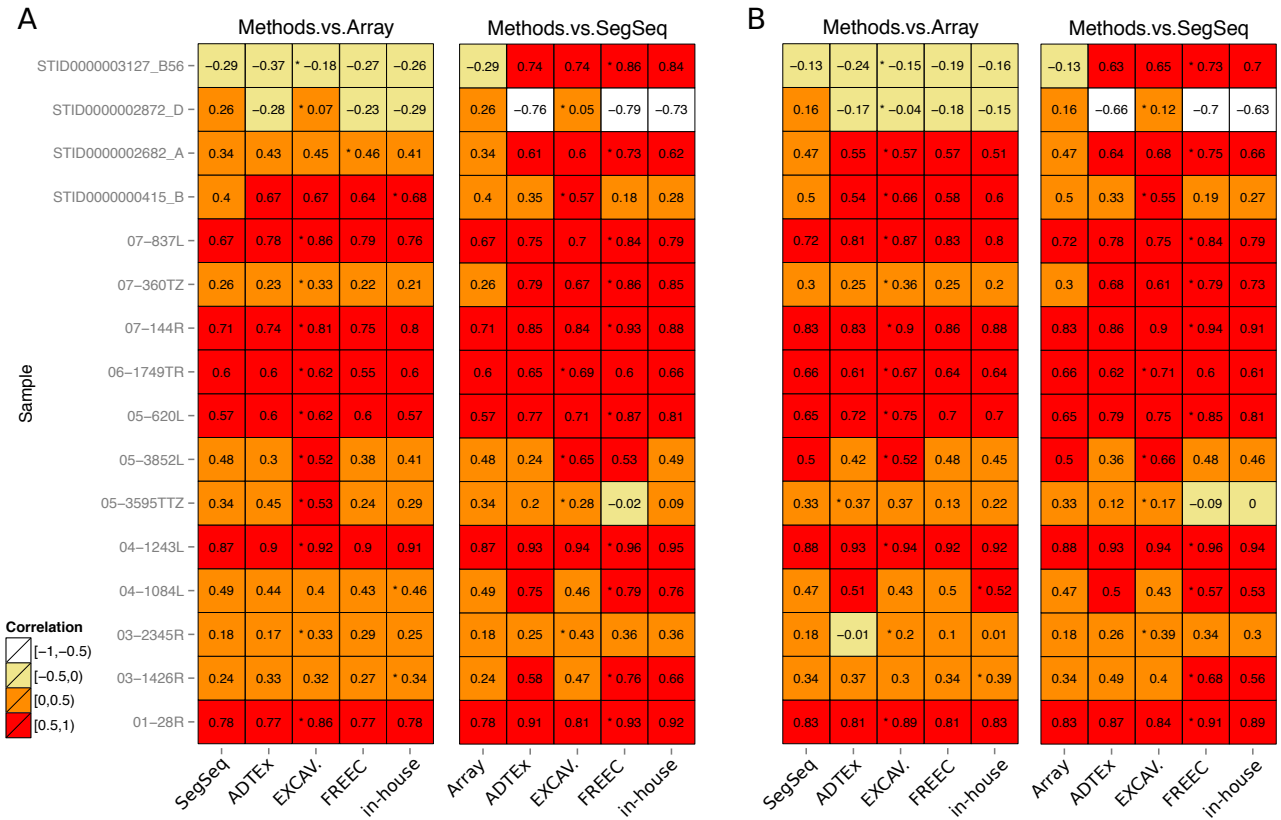 A
B
Methods.vs.Array
Methods.vs.SegSeq
Methods.vs.Array
Methods.vs.SegSeq
STID0000003127_B56 −0.29 −0.37 * −0.18 −0.27 −0.26 −0.29 0.74 0.74 * 0.86 0.84 −0.13 −0.24 * −0.15 −0.19 −0.16 −0.13 0.63 0.65 * 0.73 0.7
STID0000002872_D 0.26 −0.28 * 0.07 −0.23 −0.29 0.26 −0.76 * 0.05 −0.79 −0.73 0.16 −0.17 * −0.04 −0.18 −0.15 0.16 −0.66 * 0.12 −0.7 −0.63
STID0000002682_A 0.34 0.43 0.45 * 0.46 0.41 0.34 0.61 0.6 * 0.73 0.62 0.47 0.55 * 0.57 0.57 0.51 0.47 0.64 0.68 * 0.75 0.66
STID0000000415_B 0.4 0.67 0.67 0.64 * 0.68 0.4 0.35 * 0.57 0.18 0.28 0.5 0.54 * 0.66 0.58 0.6 0.5 0.33 * 0.55 0.19 0.27
07−837L 0.67 0.78 * 0.86 0.79 0.76 0.67 0.75 0.7 * 0.84 0.79 0.72 0.81 * 0.87 0.83 0.8 0.72 0.78 0.75 * 0.84 0.79
07−360TZ 0.26 0.23 * 0.33 0.22 0.21 0.26 0.79 0.67 * 0.86 0.85 0.3 0.25 * 0.36 0.25 0.2 0.3 0.68 0.61 * 0.79 0.73
07−144R 0.71 0.74 * 0.81 0.75 0.8 0.71 0.85 0.84 * 0.93 0.88 0.83 0.83 * 0.9 0.86 0.88 0.83 0.86 0.9 * 0.94 0.91
06−1749TR 0.6 0.6 * 0.62 0.55 0.6 0.6 0.65 * 0.69 0.6 0.66 0.66 0.61 * 0.67 0.64 0.64 0.66 0.62 * 0.71 0.6 0.61
05−620L 0.57 0.6 * 0.62 0.6 0.57 0.57 0.77 0.71 * 0.87 0.81 0.65 0.72 * 0.75 0.7 0.7 0.65 0.79 0.75 * 0.85 0.81
05−3852L 0.48 0.3 * 0.52 0.38 0.41 0.48 0.24 * 0.65 0.53 0.49 0.5 0.42 * 0.52 0.48 0.45 0.5 0.36 * 0.66 0.48 0.46
05−3595TTZ 0.34 0.45 * 0.53 0.24 0.29 0.34 0.2 * 0.28 −0.02 0.09 0.33 * 0.37 0.37 0.13 0.22 0.33 0.12 * 0.17 −0.09 0
04−1243L 0.87 0.9 * 0.92 0.9 0.91 0.87 0.93 0.94 * 0.96 0.95 0.88 0.93 * 0.94 0.92 0.92 0.88 0.93 0.94 * 0.96 0.94
04−1084L 0.49 0.44 0.4 0.43 * 0.46 0.49 0.75 0.46 * 0.79 0.76 0.47 0.51 0.43 0.5 * 0.52 0.47 0.5 0.43 * 0.57 0.53
03−2345R 0.18 0.17 * 0.33 0.29 0.25 0.18 0.25 * 0.43 0.36 0.36 0.18 −0.01 * 0.2 0.1 0.01 0.18 0.26 * 0.39 0.34 0.3
03−1426R 0.24 0.33 0.32 0.27 * 0.34 0.24 0.58 0.47 * 0.76 0.66 0.34 0.37 0.3 0.34 * 0.39 0.34 0.49 0.4 * 0.68 0.56
01−28R 0.78 0.77 * 0.86 0.77 0.78 0.78 0.91 0.81 * 0.93 0.92 0.83 0.81 * 0.89 0.81 0.83 0.83 0.87 0.84 * 0.91 0.89
SegSeq ADTEx EXCAV. FREEC in−house Array ADTEx EXCAV. FREEC in−house SegSeq ADTEx EXCAV. FREEC in−house Array ADTEx EXCAV. FREEC in−house
Sample
Correlation
[−1,−0.5)
[−0.5,0)
[0,0.5)
[0.5,1)